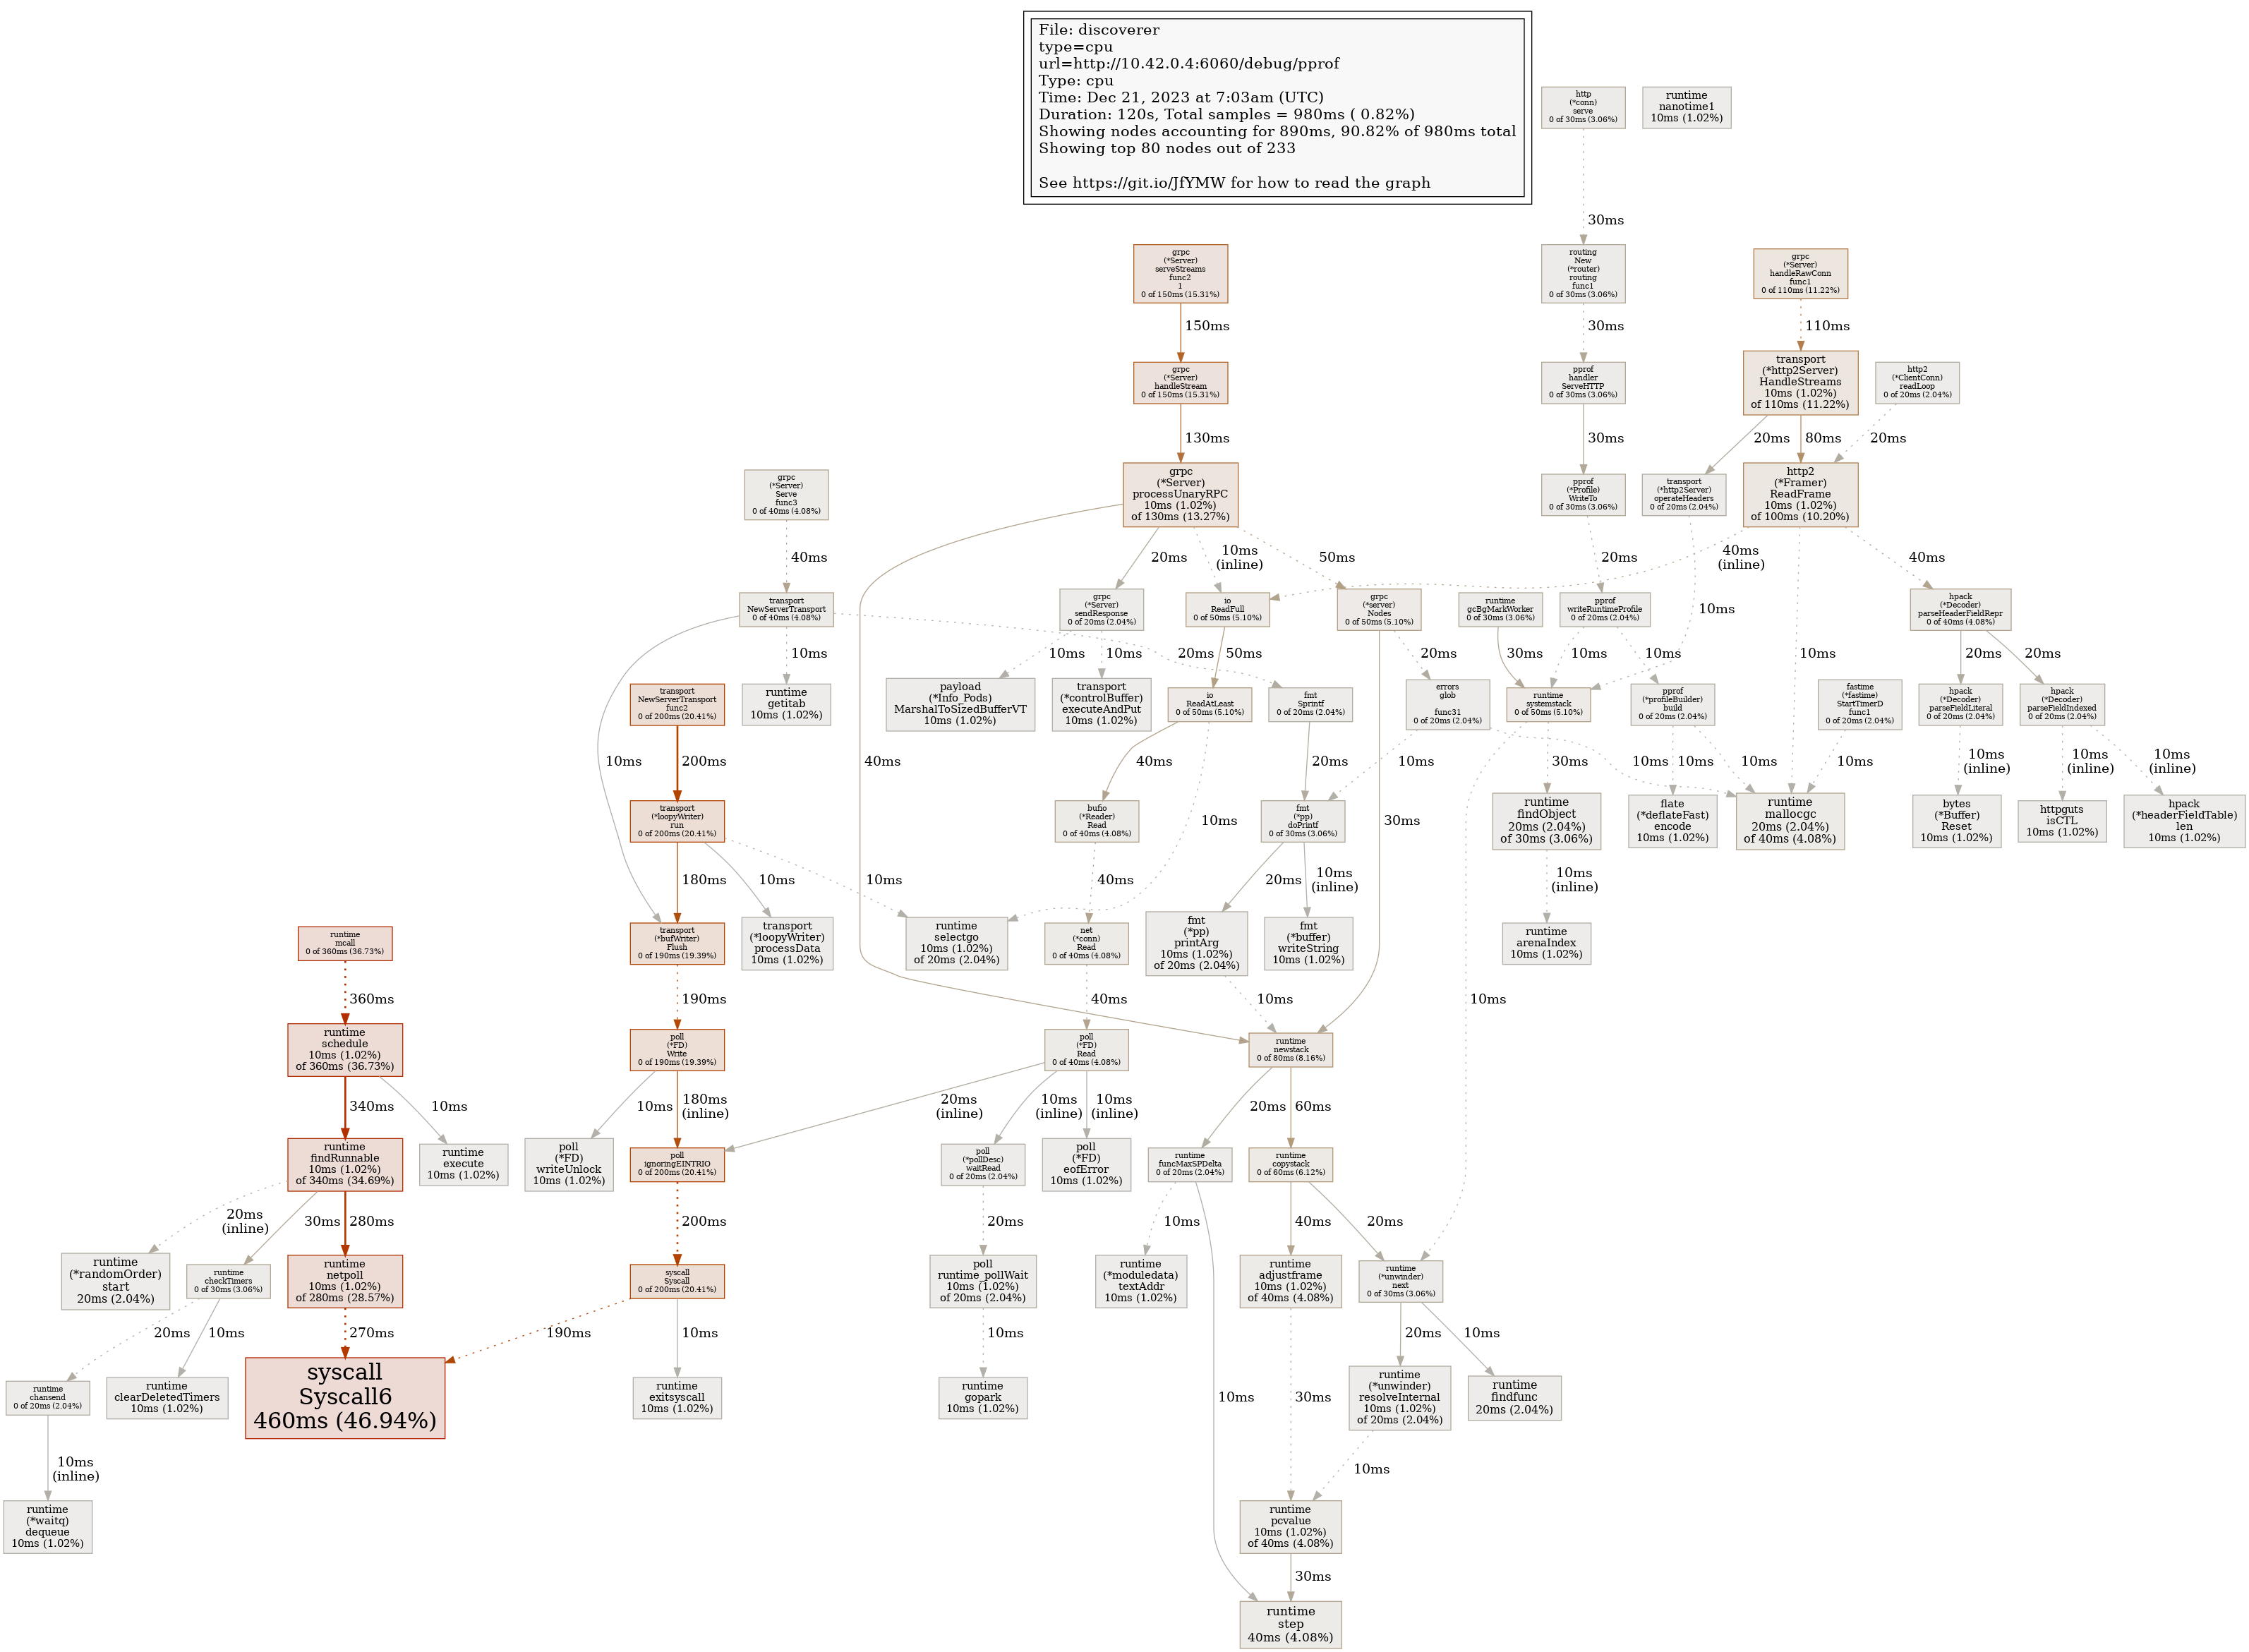 File: discoverer
type=cpu
url=http://10.42.0.4:6060/debug/pprof
Type: cpu
Time: Dec 21, 2023 at 7:03am (UTC)
Duration: 120s, Total samples = 980ms ( 0.82%)
Showing nodes accounting for 890ms, 90.82% of 980ms total
Showing top 80 nodes out of 233
See https://git.io/JfYMW for how to read the graph
http
(*conn)
serve
0 of 30ms (3.06%)
runtime
nanotime1
10ms (1.02%)
30ms
grpc
(*Server)
serveStreams
func2
1
0 of 150ms (15.31%)
routing
New
(*router)
routing
func1
0 of 30ms (3.06%)
grpc
(*Server)
handleRawConn
func1
0 of 110ms (11.22%)
150ms
30ms
110ms
grpc
(*Server)
handleStream
0 of 150ms (15.31%)
pprof
handler
ServeHTTP
0 of 30ms (3.06%)
transport
(*http2Server)
HandleStreams
10ms (1.02%)
of 110ms (11.22%)
http2
(*ClientConn)
readLoop
0 of 20ms (2.04%)
130ms
30ms
20ms
80ms
20ms
grpc
(*Server)
Serve
func3
0 of 40ms (4.08%)
grpc
(*Server)
processUnaryRPC
10ms (1.02%)
of 130ms (13.27%)
pprof
(*Profile)
WriteTo
0 of 30ms (3.06%)
transport
(*http2Server)
operateHeaders
0 of 20ms (2.04%)
http2
(*Framer)
ReadFrame
10ms (1.02%)
of 100ms (10.20%)
40ms
20ms
10ms
(inline)
50ms
20ms
40ms
(inline)
40ms
transport
NewServerTransport
0 of 40ms (4.08%)
grpc
(*Server)
sendResponse
0 of 20ms (2.04%)
io
ReadFull
0 of 50ms (5.10%)
grpc
(*server)
Nodes
0 of 50ms (5.10%)
runtime
gcBgMarkWorker
0 of 30ms (3.06%)
pprof
writeRuntimeProfile
0 of 20ms (2.04%)
10ms
hpack
(*Decoder)
parseHeaderFieldRepr
0 of 40ms (4.08%)
10ms
10ms
10ms
20ms
50ms
20ms
30ms
10ms
10ms
10ms
20ms
20ms
transport
NewServerTransport
func2
0 of 200ms (20.41%)
runtime
getitab
10ms (1.02%)
payload
(*Info_Pods)
MarshalToSizedBufferVT
10ms (1.02%)
transport
(*controlBuffer)
executeAndPut
10ms (1.02%)
io
ReadAtLeast
0 of 50ms (5.10%)
fmt
Sprintf
0 of 20ms (2.04%)
errors
glob

func31
0 of 20ms (2.04%)
runtime
systemstack
0 of 50ms (5.10%)
pprof
(*profileBuilder)
build
0 of 20ms (2.04%)
fastime
(*fastime)
StartTimerD
func1
0 of 20ms (2.04%)
hpack
(*Decoder)
parseFieldLiteral
0 of 20ms (2.04%)
hpack
(*Decoder)
parseFieldIndexed
0 of 20ms (2.04%)
10ms
200ms
40ms
40ms
20ms
10ms
30ms
10ms
10ms
10ms
10ms
10ms
(inline)
10ms
(inline)
10ms
(inline)
transport
(*loopyWriter)
run
0 of 200ms (20.41%)
bufio
(*Reader)
Read
0 of 40ms (4.08%)
10ms
fmt
(*pp)
doPrintf
0 of 30ms (3.06%)
30ms
runtime
findObject
20ms (2.04%)
of 30ms (3.06%)
flate
(*deflateFast)
encode
10ms (1.02%)
runtime
mallocgc
20ms (2.04%)
of 40ms (4.08%)
bytes
(*Buffer)
Reset
10ms (1.02%)
httpguts
isCTL
10ms (1.02%)
hpack
(*headerFieldTable)
len
10ms (1.02%)
180ms
10ms
10ms
40ms
20ms
10ms
(inline)
10ms
(inline)
runtime
mcall
0 of 360ms (36.73%)
transport
(*bufWriter)
Flush
0 of 190ms (19.39%)
transport
(*loopyWriter)
processData
10ms (1.02%)
runtime
selectgo
10ms (1.02%)
of 20ms (2.04%)
net
(*conn)
Read
0 of 40ms (4.08%)
fmt
(*pp)
printArg
10ms (1.02%)
of 20ms (2.04%)
fmt
(*buffer)
writeString
10ms (1.02%)
runtime
arenaIndex
10ms (1.02%)
360ms
190ms
40ms
10ms
10ms
runtime
schedule
10ms (1.02%)
of 360ms (36.73%)
poll
(*FD)
Write
0 of 190ms (19.39%)
poll
(*FD)
Read
0 of 40ms (4.08%)
runtime
newstack
0 of 80ms (8.16%)
340ms
10ms
10ms
180ms
(inline)
20ms
(inline)
10ms
(inline)
10ms
(inline)
20ms
60ms
runtime
findRunnable
10ms (1.02%)
of 340ms (34.69%)
runtime
execute
10ms (1.02%)
poll
(*FD)
writeUnlock
10ms (1.02%)
poll
ignoringEINTRIO
0 of 200ms (20.41%)
poll
(*pollDesc)
waitRead
0 of 20ms (2.04%)
poll
(*FD)
eofError
10ms (1.02%)
runtime
funcMaxSPDelta
0 of 20ms (2.04%)
runtime
copystack
0 of 60ms (6.12%)
20ms
(inline)
30ms
280ms
200ms
20ms
10ms
40ms
20ms
runtime
(*randomOrder)
start
20ms (2.04%)
runtime
checkTimers
0 of 30ms (3.06%)
runtime
netpoll
10ms (1.02%)
of 280ms (28.57%)
syscall
Syscall
0 of 200ms (20.41%)
poll
runtime_pollWait
10ms (1.02%)
of 20ms (2.04%)
runtime
(*moduledata)
textAddr
10ms (1.02%)
runtime
adjustframe
10ms (1.02%)
of 40ms (4.08%)
runtime
(*unwinder)
next
0 of 30ms (3.06%)
20ms
10ms
270ms
190ms
10ms
10ms
20ms
10ms
runtime
chansend
0 of 20ms (2.04%)
runtime
clearDeletedTimers
10ms (1.02%)
syscall
Syscall6
460ms (46.94%)
runtime
exitsyscall
10ms (1.02%)
runtime
gopark
10ms (1.02%)
10ms
30ms
runtime
(*unwinder)
resolveInternal
10ms (1.02%)
of 20ms (2.04%)
runtime
findfunc
20ms (2.04%)
10ms
(inline)
10ms
runtime
(*waitq)
dequeue
10ms (1.02%)
runtime
pcvalue
10ms (1.02%)
of 40ms (4.08%)
30ms
runtime
step
40ms (4.08%)